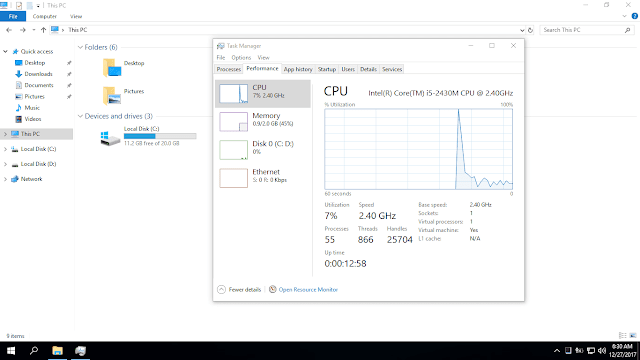 This PC
File
Computer
View
This PC
Search This PC
Quick access
Desktop
Downloads
Documents
Pictures
Music
Videos
This PC
Local Disk (C:)
Local Disk (D:)
Network
Folders (6)
Desktop
Pictures
Devices and drives (3)
Local Disk (C:)
11.2 GB free of 20.0 GB
9 items
Task Manager
File Options View
Processes Performance App history Startup Users Details Services
CPU
7% 2.40 GHz
Memory
0.9/2.0 GB (45%)
Disk 0 (C: D:)
0%
Ethernet
S: 0 R: 0 Kbps
CPU Intel(R) Core(TM) i5-2430M CPU @ 2.40GHz
% Utilization 100%
60 seconds 0
Utilization Speed
7% 2.40 GHz
Processes Threads Handles
55 866 25704
Up time
0:00:12:58
Base speed: 2.40 GHz
Sockets: 1
Virtual processors: 1
Virtual machine: Yes
L1 cache: N/A
Fewer details Open Resource Monitor
6:30 AM
12/27/2017